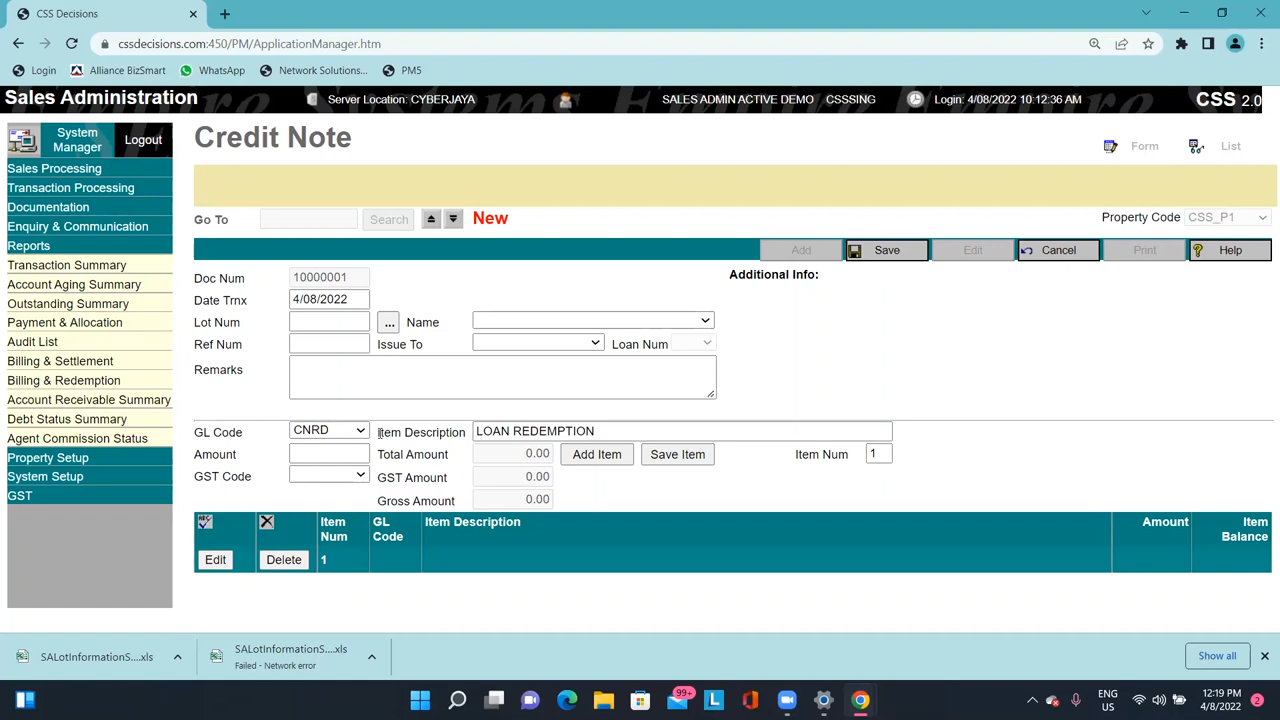 CSS Decisions
cssdecisions.com:450/PM/ApplicationManager.htm
Login
Alliance BizSmart
WhatsApp
Network Solutions...
PM5
Sales Administration
Server Location: CYBERJAYA
SALES ADMIN ACTIVE DEMO
CSSSING
Login: 4/08/2022 10:12:36 AM
CSS 2.0
System Manager
Logout
Credit Note
Form
List
Sales Processing
Transaction Processing
Documentation
Enquiry & Communication
Reports
Transaction Summary
Account Aging Summary
Outstanding Summary
Payment & Allocation
Audit List
Billing & Settlement
Billing & Redemption
Account Receivable Summary
Debt Status Summary
Agent Commission Status
Property Setup
System Setup
GST
Go To
Search
New
Property Code CSS_P1
Add
Save
Edit
Cancel
Print
Help
Doc Num 10000001
Additional Info:
Date Trnx 4/08/2022
Lot Num ... Name
Ref Num Issue To Loan Num
Remarks
GL Code CNRD Item Description LOAN REDEMPTION
Amount Total Amount 0.00 Add Item Save Item Item Num 1
GST Code GST Amount 0.00
Gross Amount 0.00
Item Num GL Code Item Description Amount Item Balance
Edit Delete 1
SALotInformationS....xls
SALotInformationS....xls
Failed - Network error
Show all
99+
ENG
US
12:19 PM
4/8/2022
2